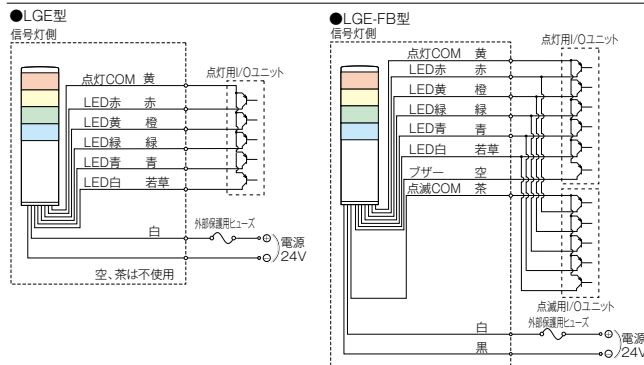 ●LGE型
信号灯側
点灯用I/Oユニット
点灯COM 黄
LED赤 赤
LED黄 橙
LED緑 緑
LED青 青
LED白 若草
白
外部保護用ヒューズ
⊕
⊖
電源
24V
空、茶は不使用
●LGE-FB型
信号灯側
点灯用I/Oユニット
点灯COM 黄
LED赤 赤
LED黄 橙
LED緑 緑
LED青 青
LED白 若草
ブザー 空
点滅COM 茶
点滅用I/Oユニット
外部保護用ヒューズ
白
黒
⊕
⊖
電源
24V